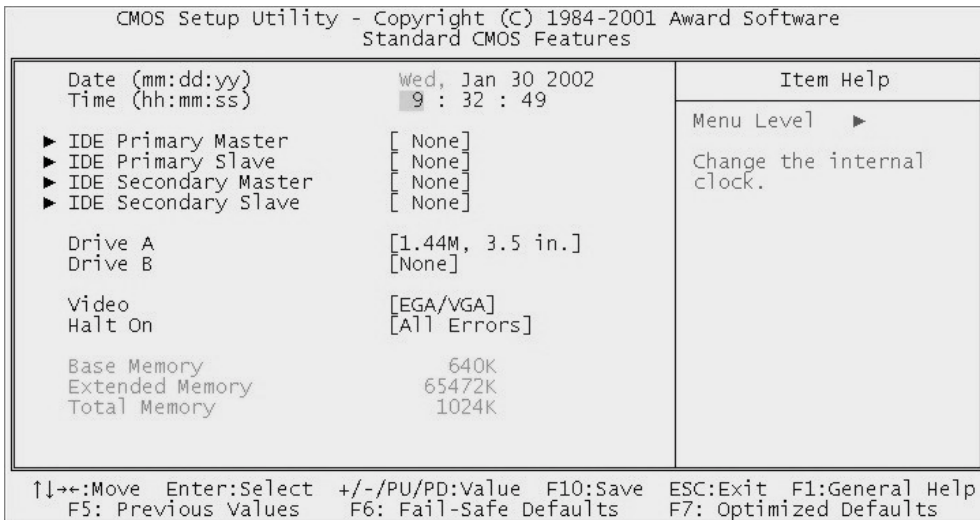 CMOS Setup Utility - Copyright (C) 1984-2001 Award Software
Standard CMOS Features
Date (mm:dd:yy) Wed, Jan 30 2002
Time (hh:mm:ss) 9 : 32 : 49
► IDE Primary Master [ None]
► IDE Primary Slave [ None]
► IDE Secondary Master [ None]
► IDE Secondary Slave [ None]
Drive A [1.44M, 3.5 in.]
Drive B [None]
Video [EGA/VGA]
Halt On [All Errors]
Base Memory 640K
Extended Memory 65472K
Total Memory 1024K
Item Help
Menu Level ►
Change the internal
clock.
↑↓→←:Move Enter:Select +/-/PU/PD:Value F10:Save ESC:Exit F1:General Help
F5: Previous Values F6: Fail-Safe Defaults F7: Optimized Defaults